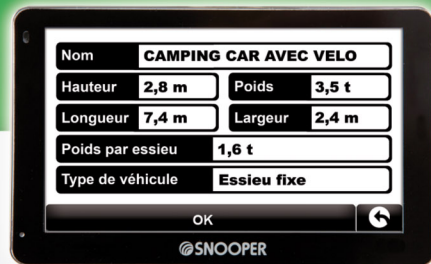 Nom CAMPING CAR AVEC VELO
Hauteur 2,8 m Poids 3,5 t
Longueur 7,4 m Largeur 2,4 m
Poids par essieu 1,6 t
Type de véhicule Essieu fixe
OK
SNOOPER